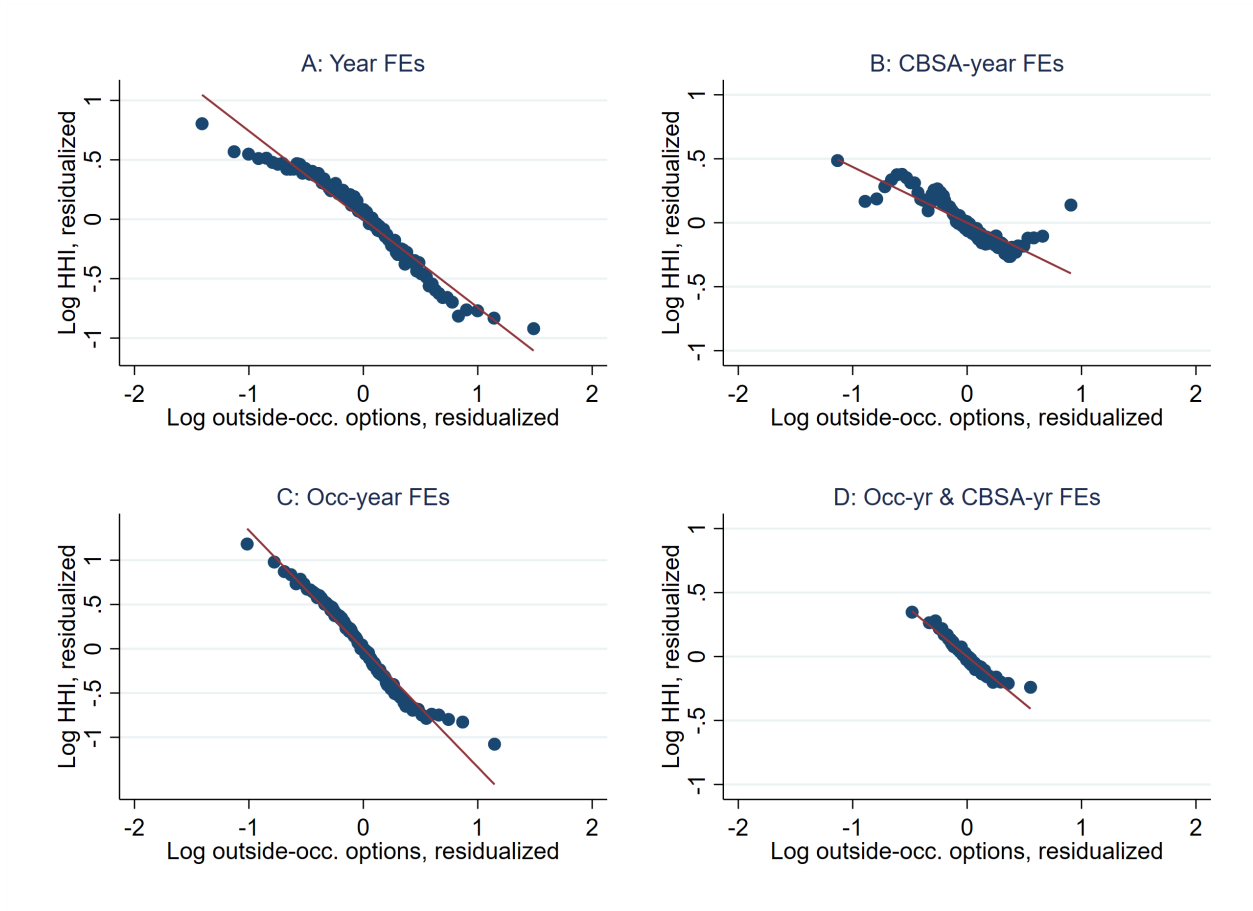 A: Year FEs
Log HHI, residualized
1
.5
0
-.5
-1
-2 -1 0 1 2
Log outside-occ. options, residualized
B: CBSA-year FEs
Log HHI, residualized
1
.5
0
-.5
-1
-2 -1 0 1 2
Log outside-occ. options, residualized
C: Occ-year FEs
Log HHI, residualized
1
.5
0
-.5
-1
-2 -1 0 1 2
Log outside-occ. options, residualized
D: Occ-yr & CBSA-yr FEs
Log HHI, residualized
1
.5
0
-.5
-1
-2 -1 0 1 2
Log outside-occ. options, residualized